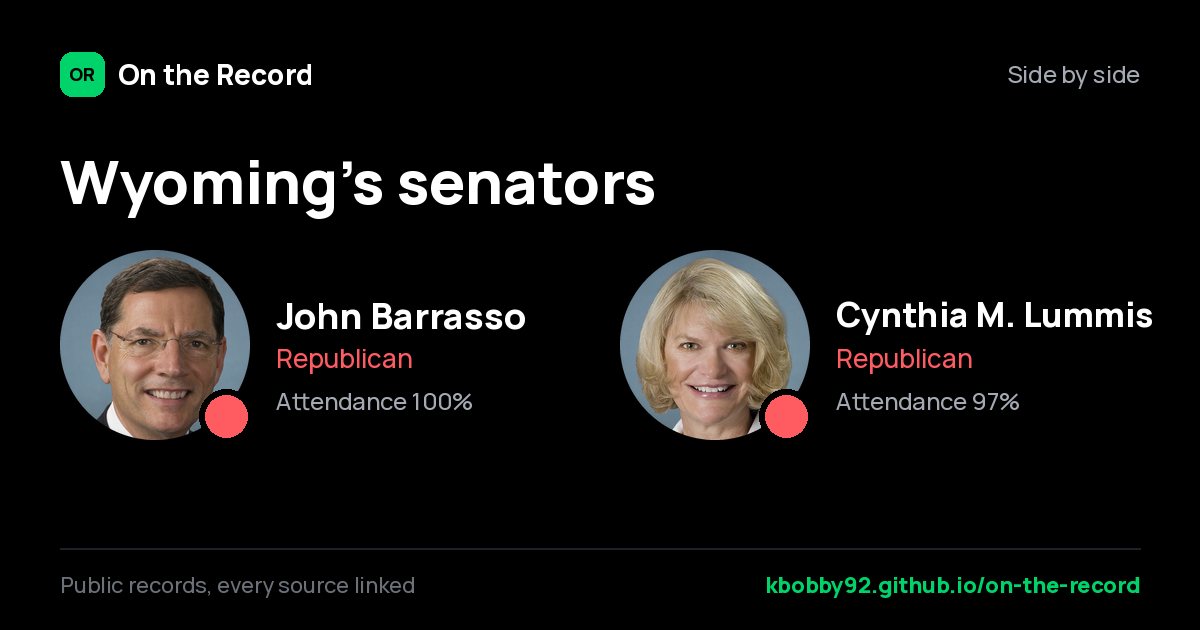 OR On the Record
Side by side
Wyoming’s senators
John Barrasso
Republican
Attendance 100%
Cynthia M. Lummis
Republican
Attendance 97%
Public records, every source linked
kbobby92.github.io/on-the-record